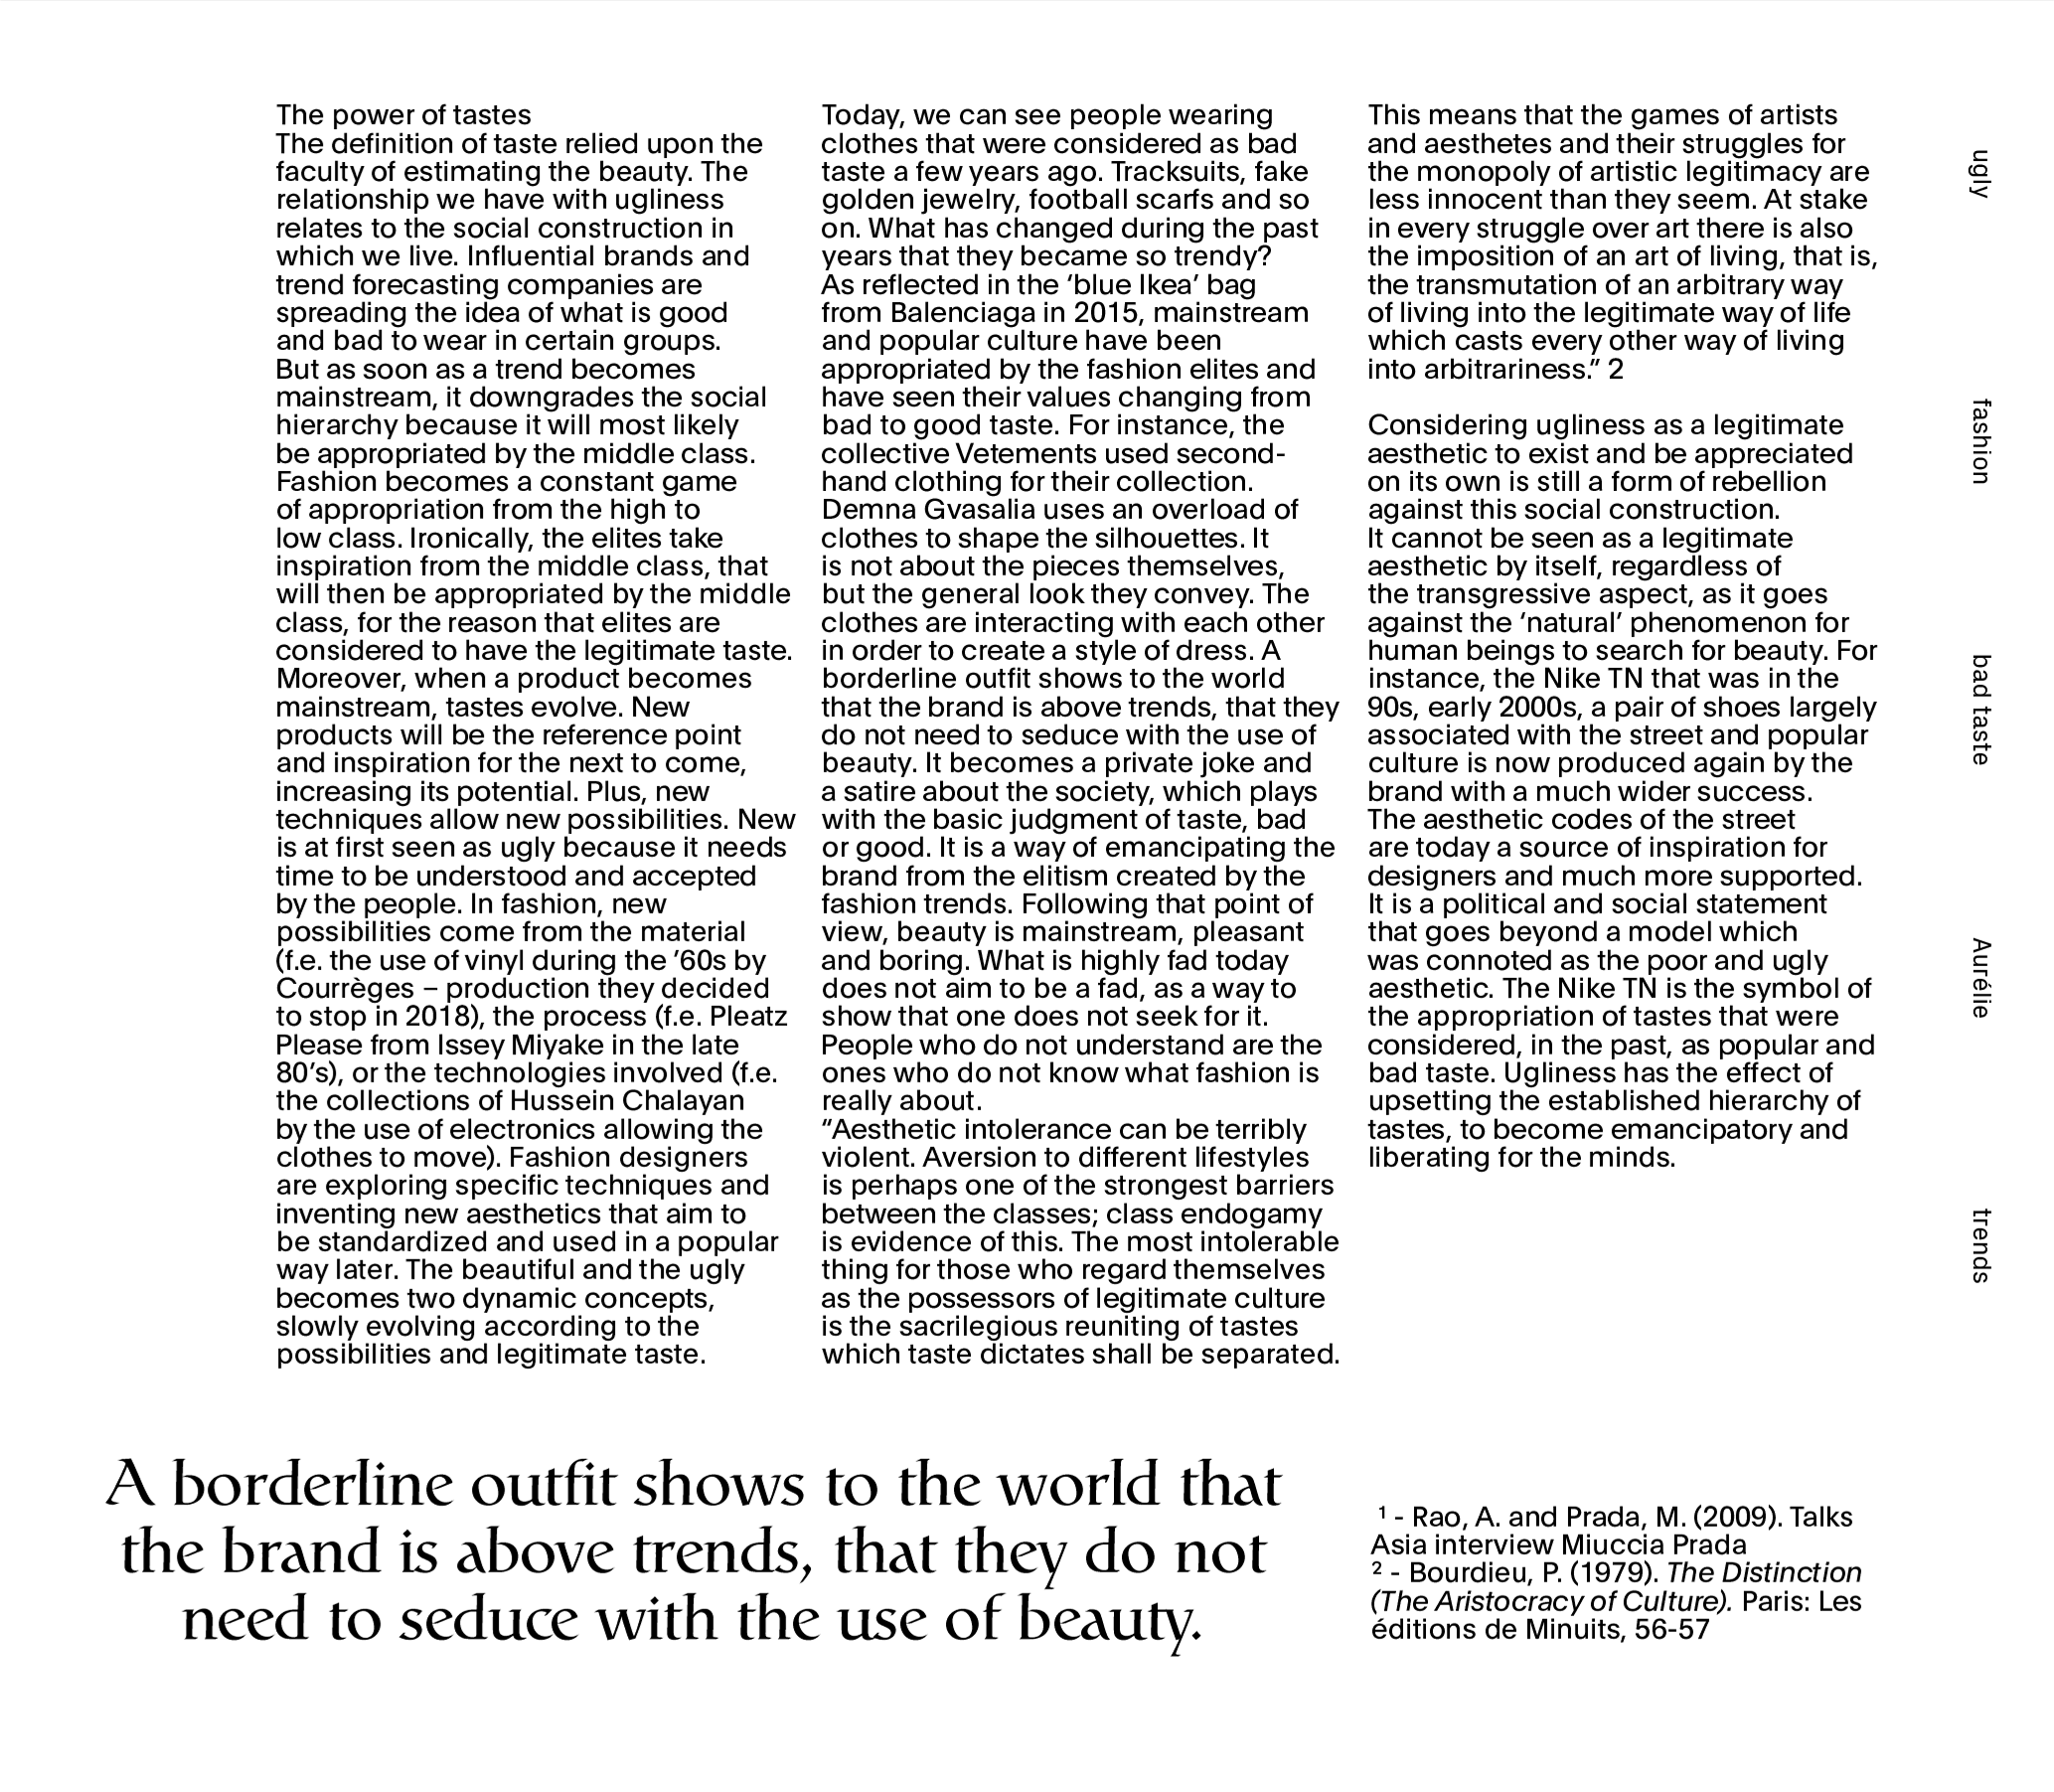 The power of tastes
The definition of taste relied upon the
faculty of estimating the beauty. The
relationship we have with ugliness
relates to the social construction in
which we live. Influential brands and
trend forecasting companies are
spreading the idea of what is good
and bad to wear in certain groups.
But as soon as a trend becomes
mainstream, it downgrades the social
hierarchy because it will most likely
be appropriated by the middle class.
Fashion becomes a constant game
of appropriation from the high to
low class. Ironically, the elites take
inspiration from the middle class, that
will then be appropriated by the middle
class, for the reason that elites are
considered to have the legitimate taste.
Moreover, when a product becomes
mainstream, tastes evolve. New
products will be the reference point
and inspiration for the next to come,
increasing its potential. Plus, new
techniques allow new possibilities. New
is at first seen as ugly because it needs
time to be understood and accepted
by the people. In fashion, new
possibilities come from the material
(f.e. the use of vinyl during the ’60s by
Courrèges – production they decided
to stop in 2018), the process (f.e. Pleatz
Please from Issey Miyake in the late
80’s), or the technologies involved (f.e.
the collections of Hussein Chalayan
by the use of electronics allowing the
clothes to move). Fashion designers
are exploring specific techniques and
inventing new aesthetics that aim to
be standardized and used in a popular
way later. The beautiful and the ugly
becomes two dynamic concepts,
slowly evolving according to the
possibilities and legitimate taste.
Today, we can see people wearing
clothes that were considered as bad
taste a few years ago. Tracksuits, fake
golden jewelry, football scarfs and so
on. What has changed during the past
years that they became so trendy?
As reflected in the ‘blue Ikea’ bag
from Balenciaga in 2015, mainstream
and popular culture have been
appropriated by the fashion elites and
have seen their values changing from
bad to good taste. For instance, the
collective Vetements used second-
hand clothing for their collection.
Demna Gvasalia uses an overload of
clothes to shape the silhouettes. It
is not about the pieces themselves,
but the general look they convey. The
clothes are interacting with each other
in order to create a style of dress. A
borderline outfit shows to the world
that the brand is above trends, that they
do not need to seduce with the use of
beauty. It becomes a private joke and
a satire about the society, which plays
with the basic judgment of taste, bad
or good. It is a way of emancipating the
brand from the elitism created by the
fashion trends. Following that point of
view, beauty is mainstream, pleasant
and boring. What is highly fad today
does not aim to be a fad, as a way to
show that one does not seek for it.
People who do not understand are the
ones who do not know what fashion is
really about.
“Aesthetic intolerance can be terribly
violent. Aversion to different lifestyles
is perhaps one of the strongest barriers
between the classes; class endogamy
is evidence of this. The most intolerable
thing for those who regard themselves
as the possessors of legitimate culture
is the sacrilegious reuniting of tastes
which taste dictates shall be separated.
This means that the games of artists
and aesthetes and their struggles for
the monopoly of artistic legitimacy are
less innocent than they seem. At stake
in every struggle over art there is also
the imposition of an art of living, that is,
the transmutation of an arbitrary way
of living into the legitimate way of life
which casts every other way of living
into arbitrariness.” 2
Considering ugliness as a legitimate
aesthetic to exist and be appreciated
on its own is still a form of rebellion
against this social construction.
It cannot be seen as a legitimate
aesthetic by itself, regardless of
the transgressive aspect, as it goes
against the ‘natural’ phenomenon for
human beings to search for beauty. For
instance, the Nike TN that was in the
90s, early 2000s, a pair of shoes largely
associated with the street and popular
culture is now produced again by the
brand with a much wider success.
The aesthetic codes of the street
are today a source of inspiration for
designers and much more supported.
It is a political and social statement
that goes beyond a model which
was connoted as the poor and ugly
aesthetic. The Nike TN is the symbol of
the appropriation of tastes that were
considered, in the past, as popular and
bad taste. Ugliness has the effect of
upsetting the established hierarchy of
tastes, to become emancipatory and
liberating for the minds.
ugly
fashion
bad taste
Aurélie
trends
A borderline outfit shows to the world that
the brand is above trends, that they do not
need to seduce with the use of beauty.
¹ - Rao, A. and Prada, M. (2009). Talks
Asia interview Miuccia Prada
² - Bourdieu, P. (1979). The Distinction
(The Aristocracy of Culture). Paris: Les
éditions de Minuits, 56-57